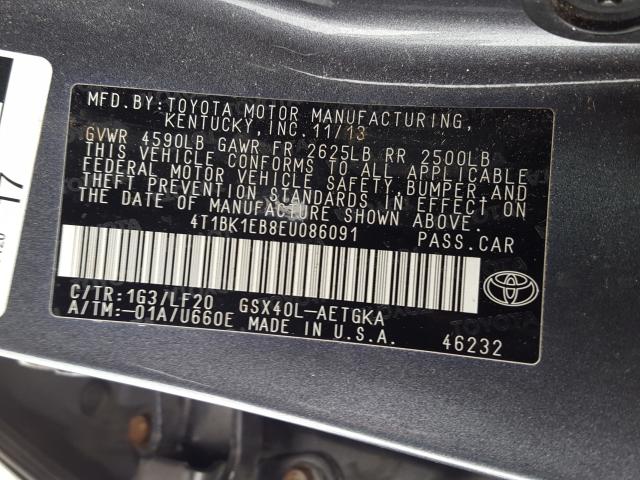 MFD.BY:TOYOTA MOTOR MANUFACTURING,
KENTUCKY, INC. 11/13
GVWR 4590LB GAWR FR 2625LB RR 2500LB
THIS VEHICLE CONFORMS TO ALL APPLICABLE
FEDERAL MOTOR VEHICLE SAFETY, BUMPER AND
THEFT PREVENTION STANDARDS IN EFFECT ON
THE DATE OF MANUFACTURE SHOWN ABOVE.
4T1BK1EB8EU086091 PASS.CAR
C/TR:1G3/LF20 GSX40L-AETGKA
A/TM:-01A/U660E MADE IN U.S.A.
46232